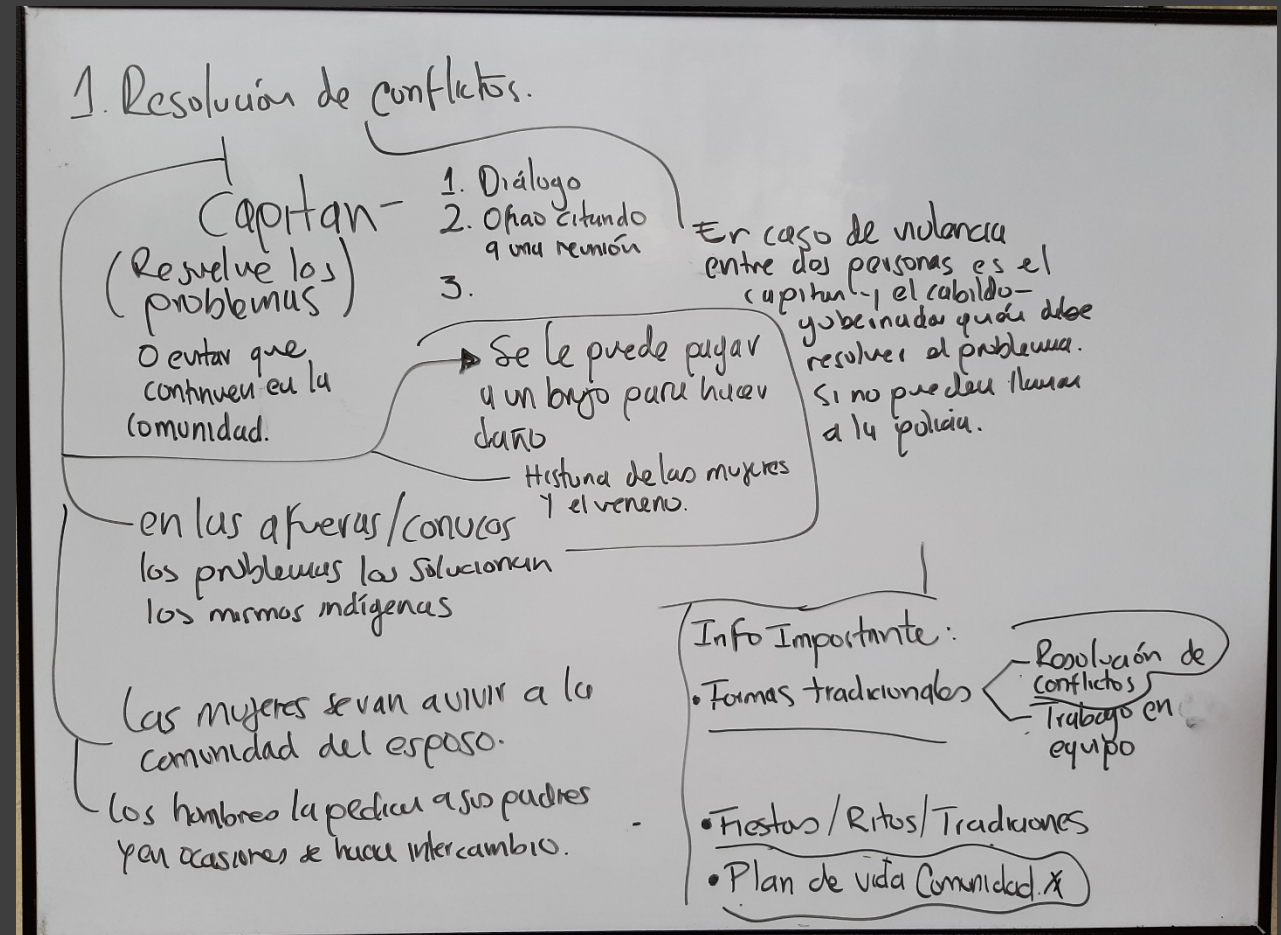 1. Resolución de conflictos.
Capitan -
(Resuelve los
problemas)
O evitar que
continuen en la
comunidad.
1. Diálogo
2. Oficio citando
a una reunión
3.
En caso de violencia
entre dos personas es el
capitan y el cabildo-
gobernador quién debe
resolver el problema.
Si no pueden llaman
a la policia.
Se le puede pagar
a un brujo para hacer
daño
Historia de las mujeres
y el veneno.
en las afueras/conucos
los problemas los solucionan
los mismos indígenas
Las mujeres se van a vivir a la
comunidad del esposo.
Los hombres la pedien a sus padres
y en ocasiones se hace intercambio.
Info Importante:
• Formas tradicionales
Resolución de
conflictos
Trabajo en
equipo
• Fiestas/Ritos/Tradiciones
• Plan de vida Comunidad.